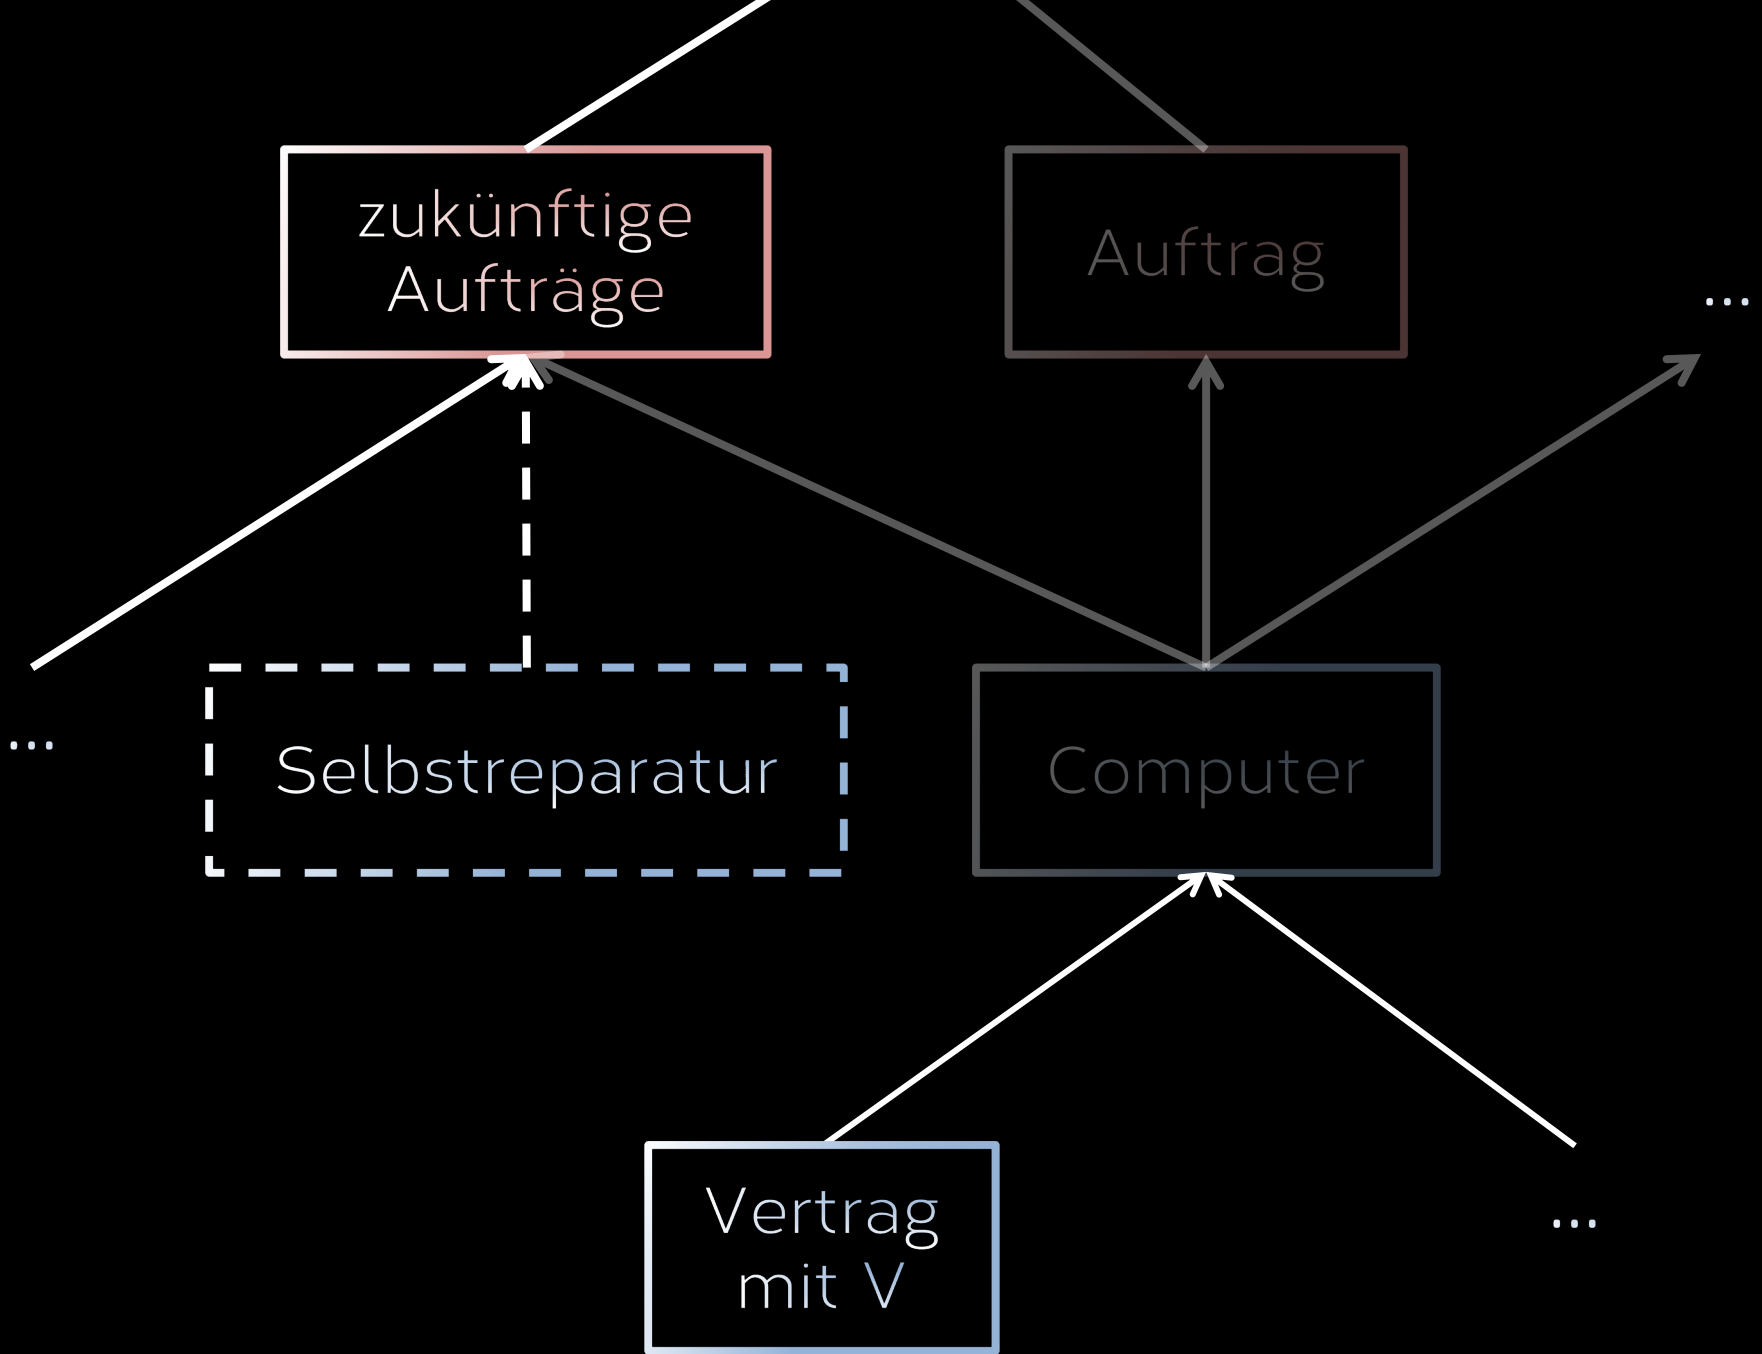 zukünftige
Aufträge
Auftrag
...
...
Selbstreparatur
Computer
Vertrag
mit V
...